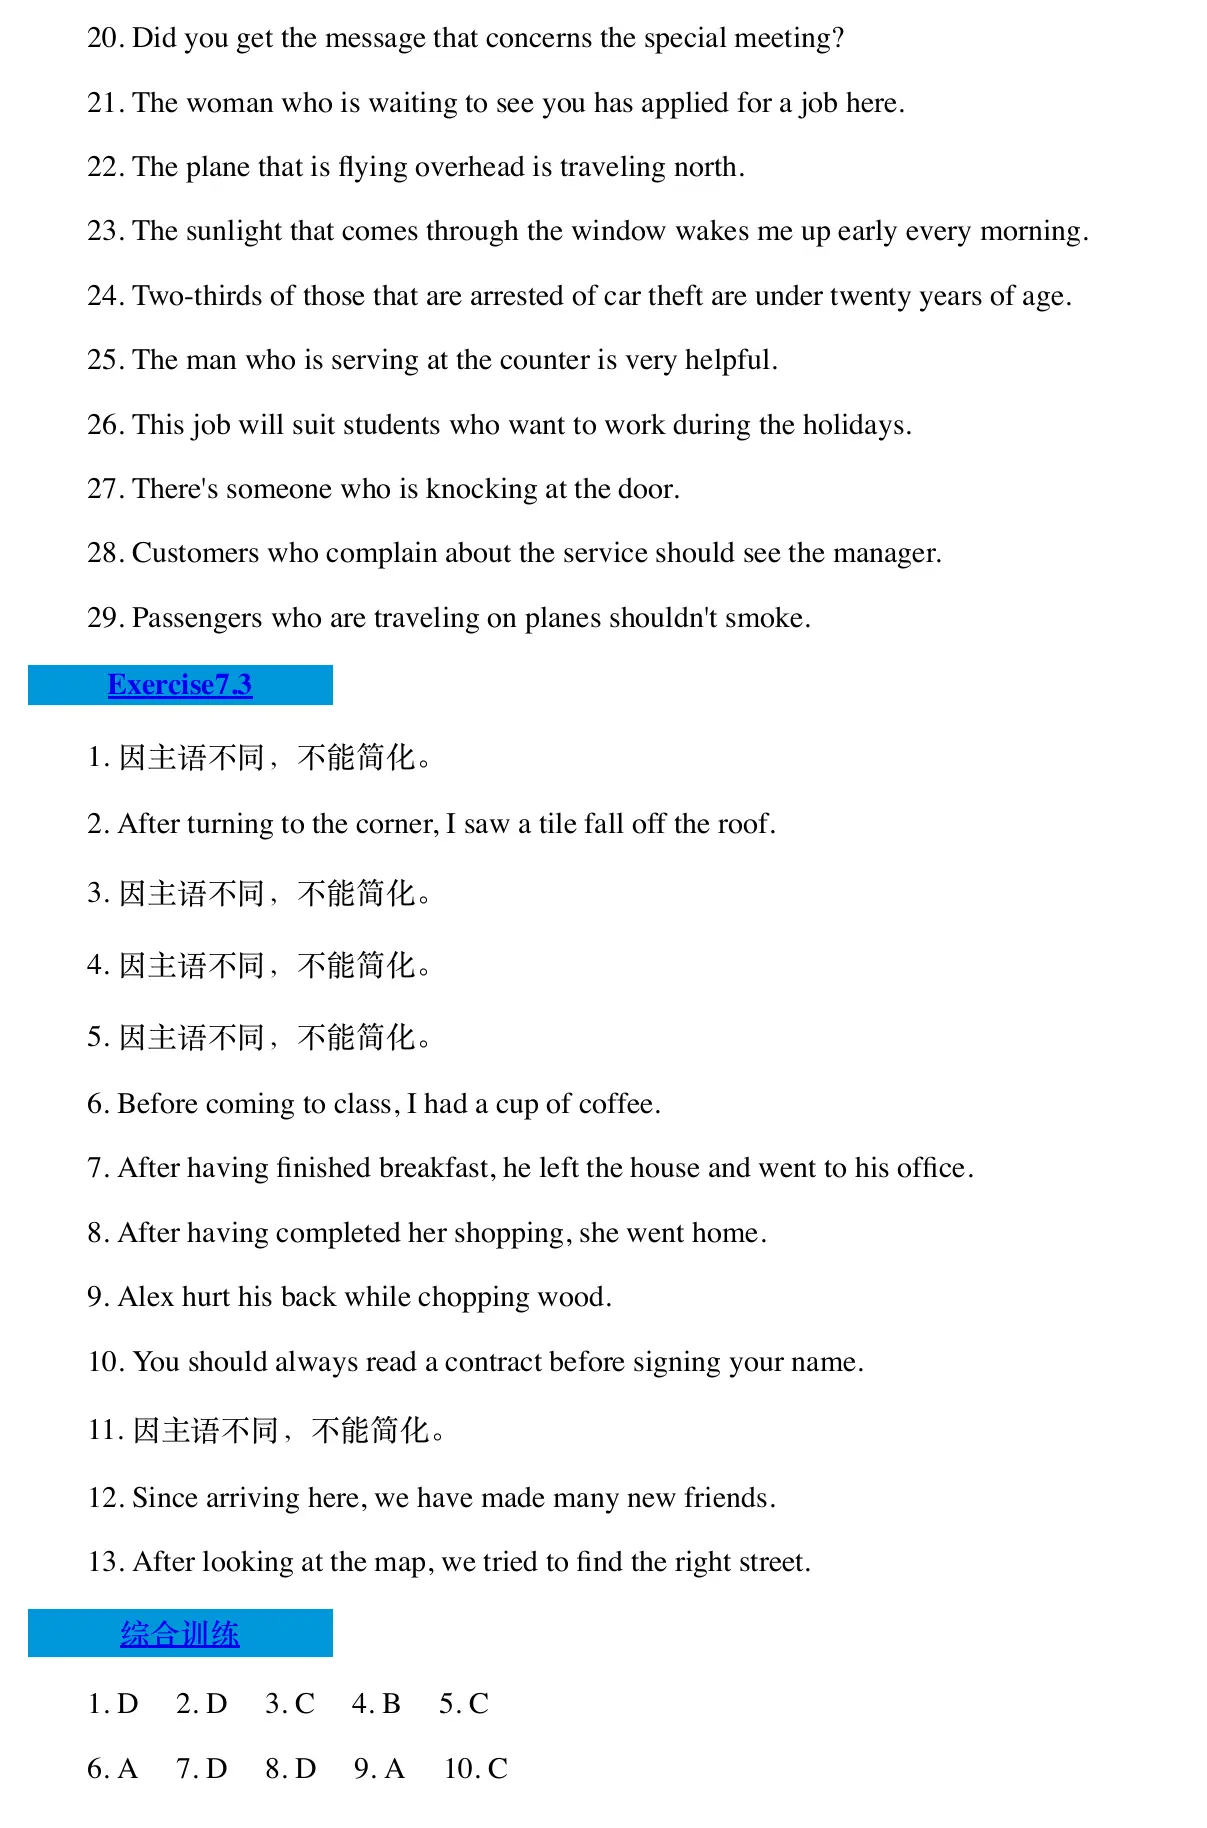 20. Did you get the message that concerns the special meeting?
21. The woman who is waiting to see you has applied for a job here.
22. The plane that is flying overhead is traveling north.
23. The sunlight that comes through the window wakes me up early every morning.
24. Two-thirds of those that are arrested of car theft are under twenty years of age.
25. The man who is serving at the counter is very helpful.
26. This job will suit students who want to work during the holidays.
27. There's someone who is knocking at the door.
28. Customers who complain about the service should see the manager.
29. Passengers who are traveling on planes shouldn't smoke.
Exercise7.3
1. 因主语不同，不能简化。
2. After turning to the corner, I saw a tile fall off the roof.
3. 因主语不同，不能简化。
4. 因主语不同，不能简化。
5. 因主语不同，不能简化。
6. Before coming to class, I had a cup of coffee.
7. After having finished breakfast, he left the house and went to his office.
8. After having completed her shopping, she went home.
9. Alex hurt his back while chopping wood.
10. You should always read a contract before signing your name.
11. 因主语不同，不能简化。
12. Since arriving here, we have made many new friends.
13. After looking at the map, we tried to find the right street.
综合训练
1. D 2. D 3. C 4. B 5. C
6. A 7. D 8. D 9. A 10. C